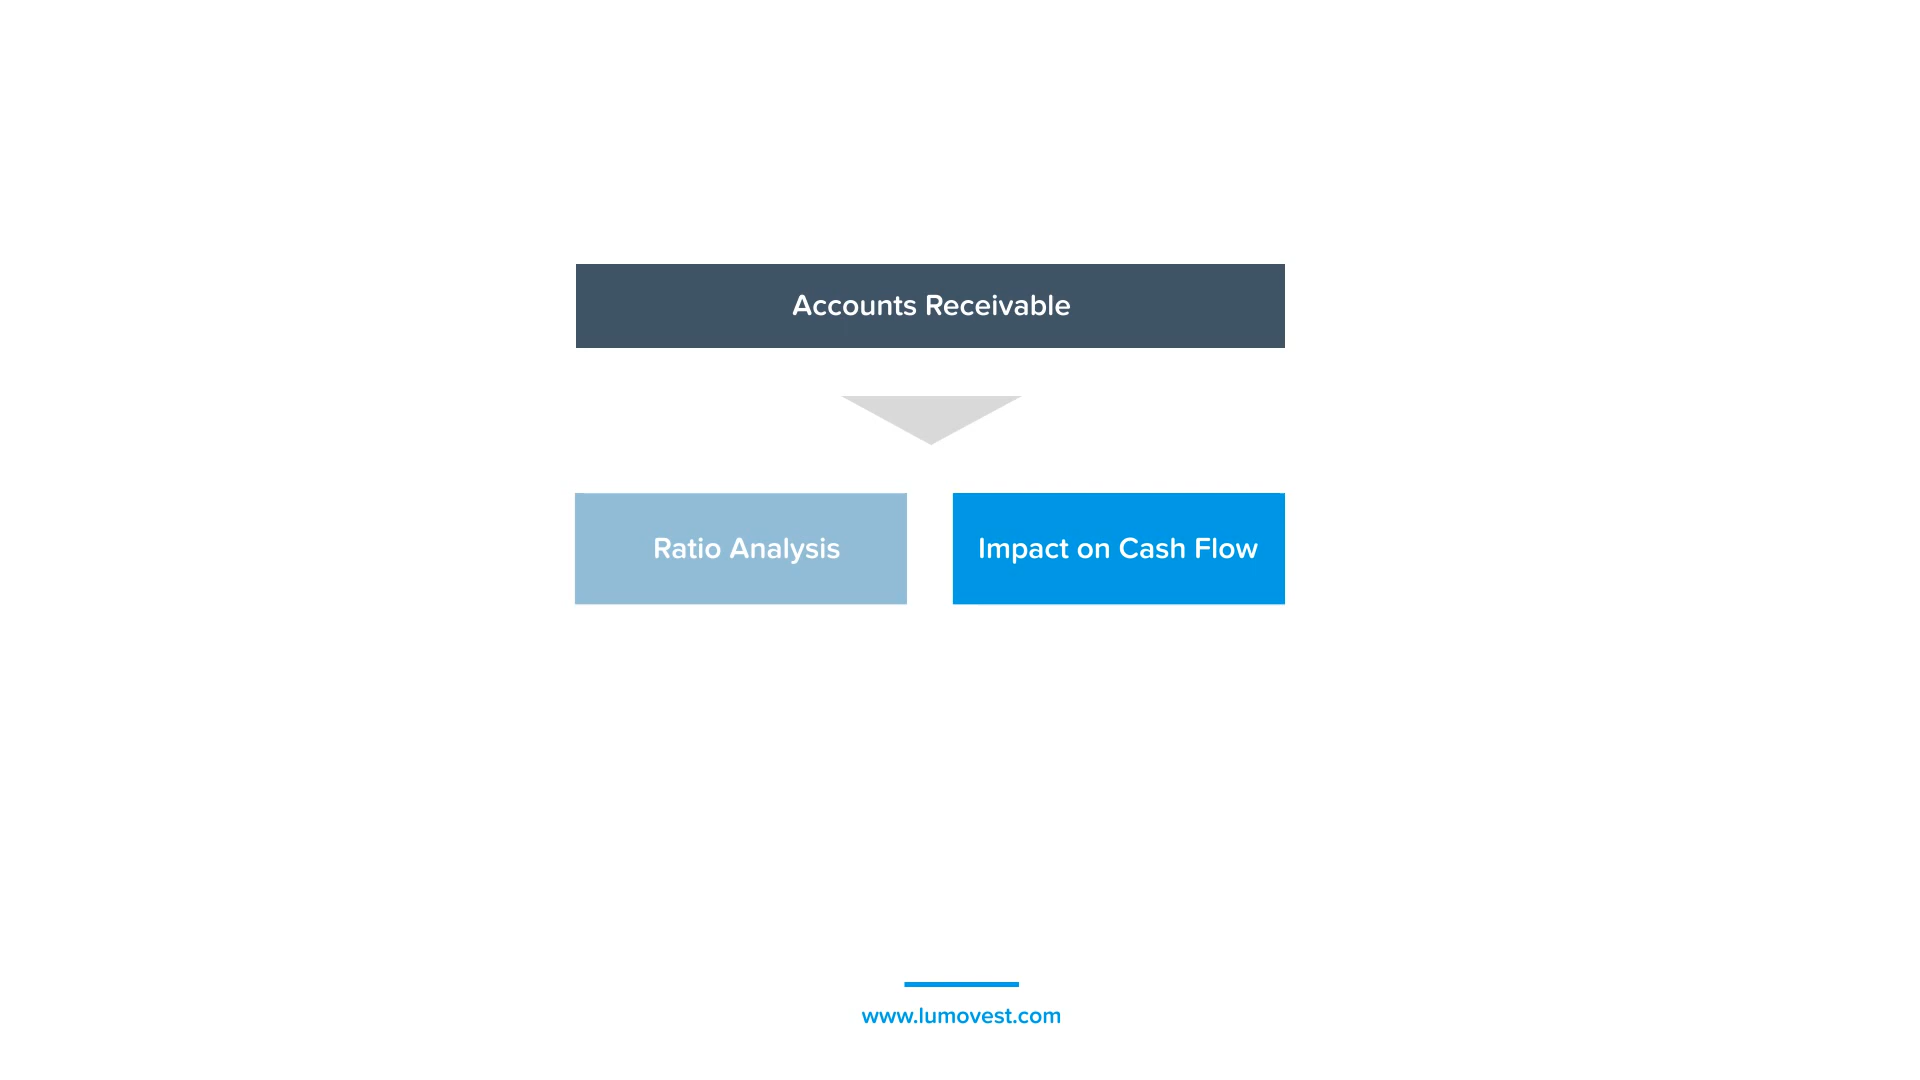 Accounts Receivable
Ratio Analysis
Impact on Cash Flow
www.lumovest.com